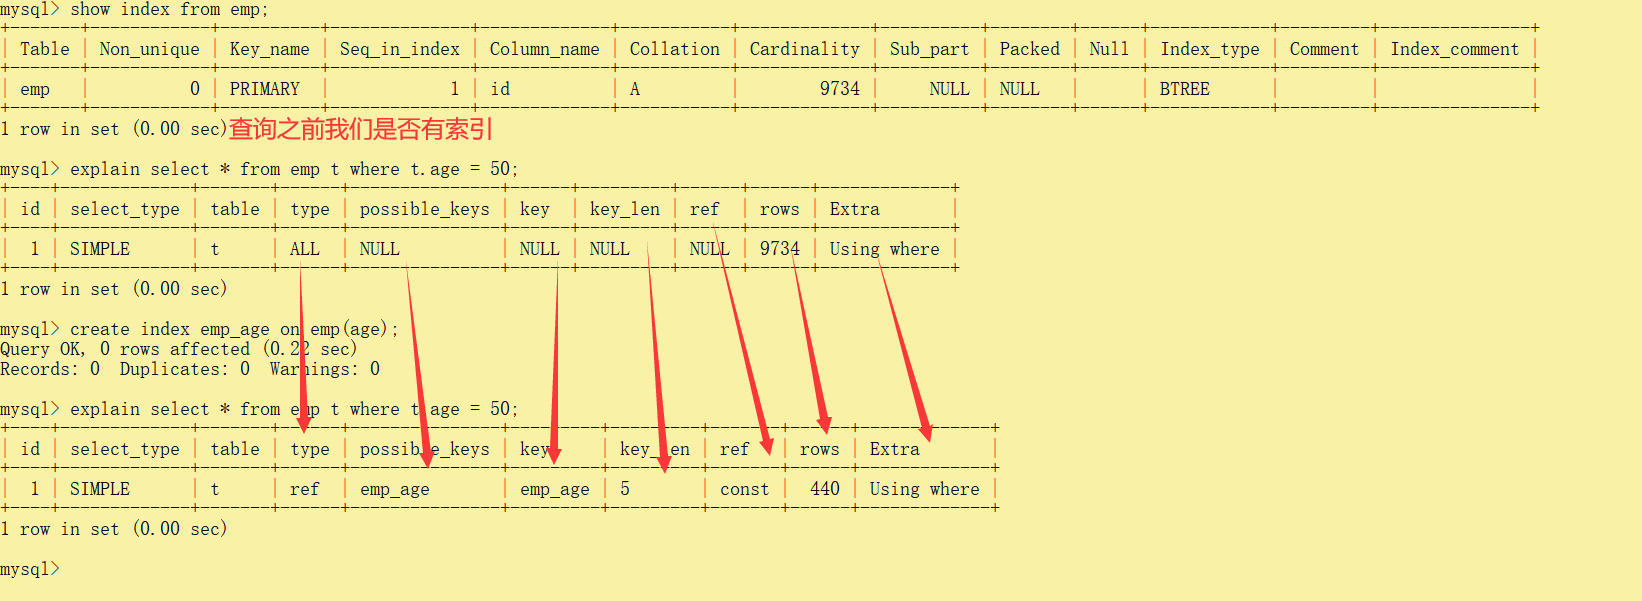 mysql> show index from emp;
| Table | Non_unique | Key_name | Seq_in_index | Column_name | Collation | Cardinality | Sub_part | Packed | Null | Index_type | Comment | Index_comment |
| emp | 0 | PRIMARY | 1 | id | A | 9734 | NULL | NULL | | BTREE | | |
1 row in set (0.00 sec)查询之前我们是否有索引
mysql> explain select * from emp t where t.age = 50;
| id | select_type | table | type | possible_keys | key | key_len | ref | rows | Extra |
| 1 | SIMPLE | t | ALL | NULL | NULL | NULL | NULL | 9734 | Using where |
1 row in set (0.00 sec)
mysql> create index emp_age on emp(age);
Query OK, 0 rows affected (0.22 sec)
Records: 0 Duplicates: 0 Warnings: 0
mysql> explain select * from emp t where t.age = 50;
| id | select_type | table | type | possible_keys | key | key_len | ref | rows | Extra |
| 1 | SIMPLE | t | ref | emp_age | emp_age | 5 | const | 440 | Using where |
1 row in set (0.00 sec)
mysql>